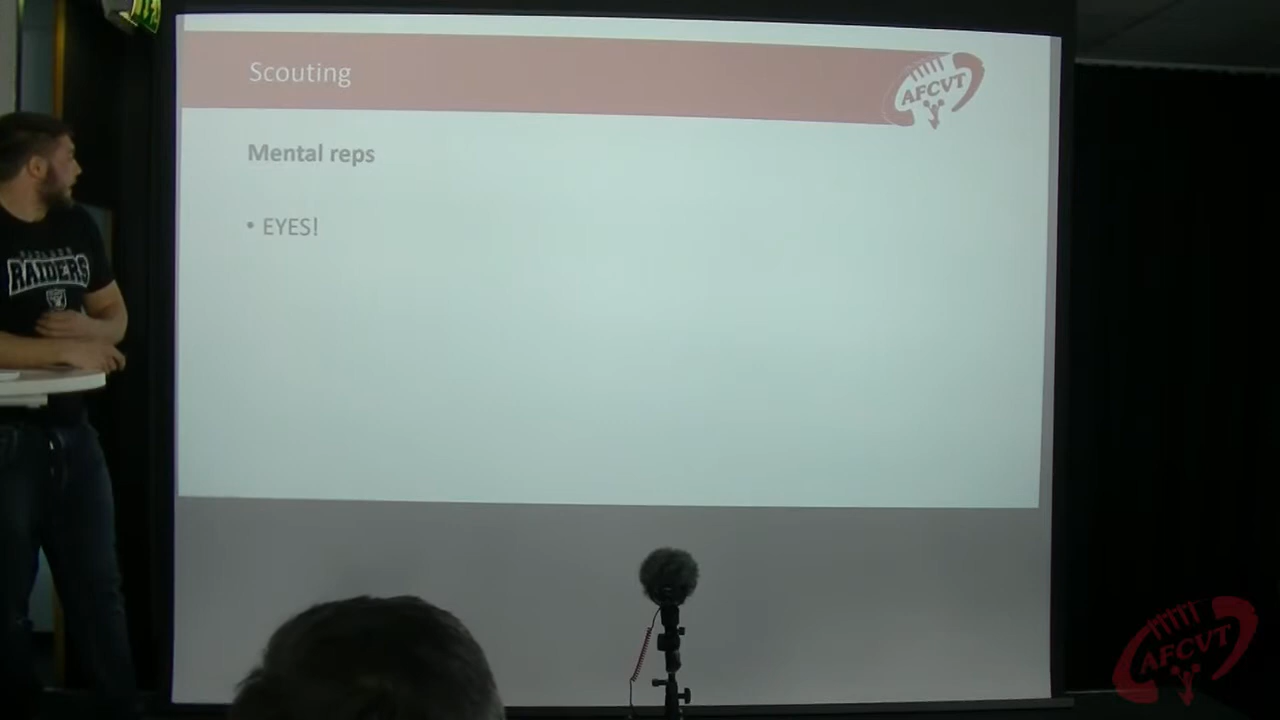 Scouting
AFCVT
Mental reps
• EYES!
RAIDERS
AFCVT